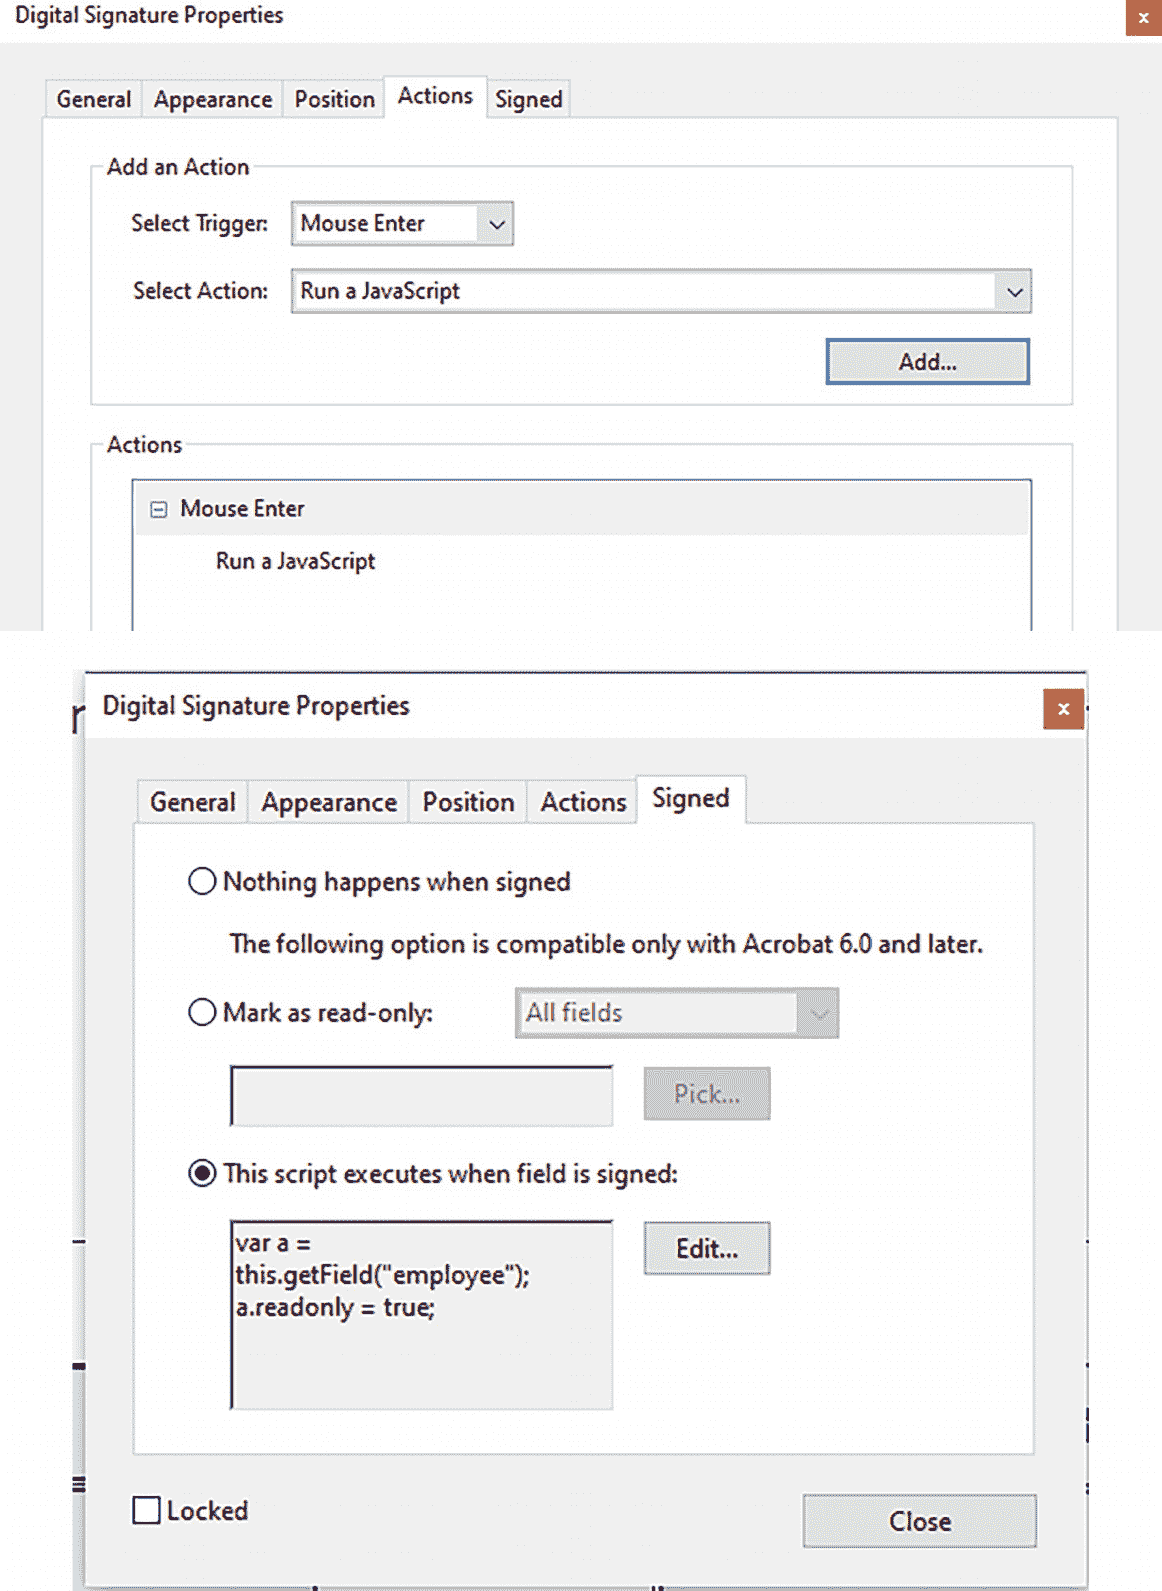 Digital Signature Properties
x
General Appearance Position Actions Signed
Add an Action
Select Trigger: Mouse Enter
Select Action: Run a JavaScript
Add...
Actions
Mouse Enter
Run a JavaScript
Digital Signature Properties
x
General Appearance Position Actions Signed
Nothing happens when signed
The following option is compatible only with Acrobat 6.0 and later.
Mark as read-only: All fields
Pick...
This script executes when field is signed:
var a =
this.getField("employee");
a.readonly = true;
Edit...
Locked
Close